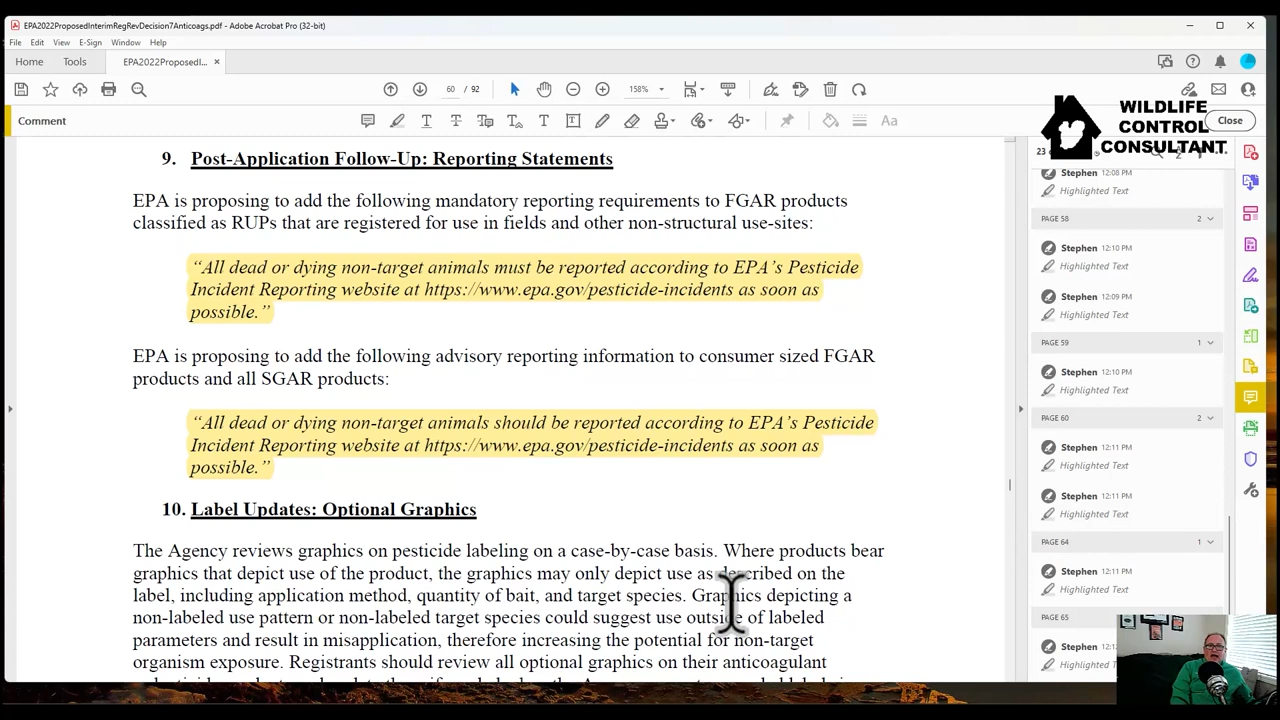 EPA2022ProposedInterimRegRevDecision7Anticoags.pdf - Adobe Acrobat Pro (32-bit)
File Edit View E-Sign Window Help
Home Tools EPA2022ProposedI...
60 / 92 158%
Comment
Close
WILDLIFE
CONTROL
CONSULTANT
9. Post-Application Follow-Up: Reporting Statements
EPA is proposing to add the following mandatory reporting requirements to FGAR products
classified as RUPs that are registered for use in fields and other non-structural use-sites:
“All dead or dying non-target animals must be reported according to EPA’s Pesticide
Incident Reporting website at https://www.epa.gov/pesticide-incidents as soon as
possible.”
EPA is proposing to add the following advisory reporting information to consumer sized FGAR
products and all SGAR products:
“All dead or dying non-target animals should be reported according to EPA’s Pesticide
Incident Reporting website at https://www.epa.gov/pesticide-incidents as soon as
possible.”
10. Label Updates: Optional Graphics
The Agency reviews graphics on pesticide labeling on a case-by-case basis. Where products bear
graphics that depict use of the product, the graphics may only depict use as described on the
label, including application method, quantity of bait, and target species. Graphics depicting a
non-labeled use pattern or non-labeled target species could suggest use outside of labeled
parameters and result in misapplication, therefore increasing the potential for non-target
organism exposure. Registrants should review all optional graphics on their anticoagulant
23
Stephen 12:08 PM
Highlighted Text
PAGE 58 2
Stephen 12:10 PM
Highlighted Text
Stephen 12:09 PM
Highlighted Text
PAGE 59 1
Stephen 12:10 PM
Highlighted Text
PAGE 60 2
Stephen 12:11 PM
Highlighted Text
Stephen 12:11 PM
Highlighted Text
PAGE 64 1
Stephen 12:11 PM
Highlighted Text
PAGE 65
Stephen
Highlighted